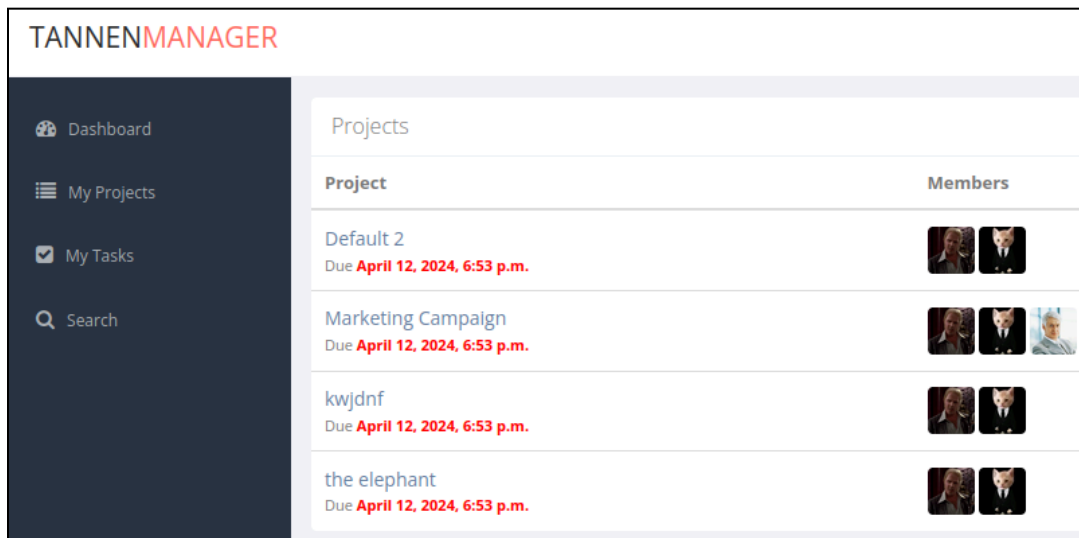 TANNENMANAGER
Dashboard
My Projects
My Tasks
Search
Projects
Project Members
Default 2
Due April 12, 2024, 6:53 p.m.
Marketing Campaign
Due April 12, 2024, 6:53 p.m.
kwjdnf
Due April 12, 2024, 6:53 p.m.
the elephant
Due April 12, 2024, 6:53 p.m.